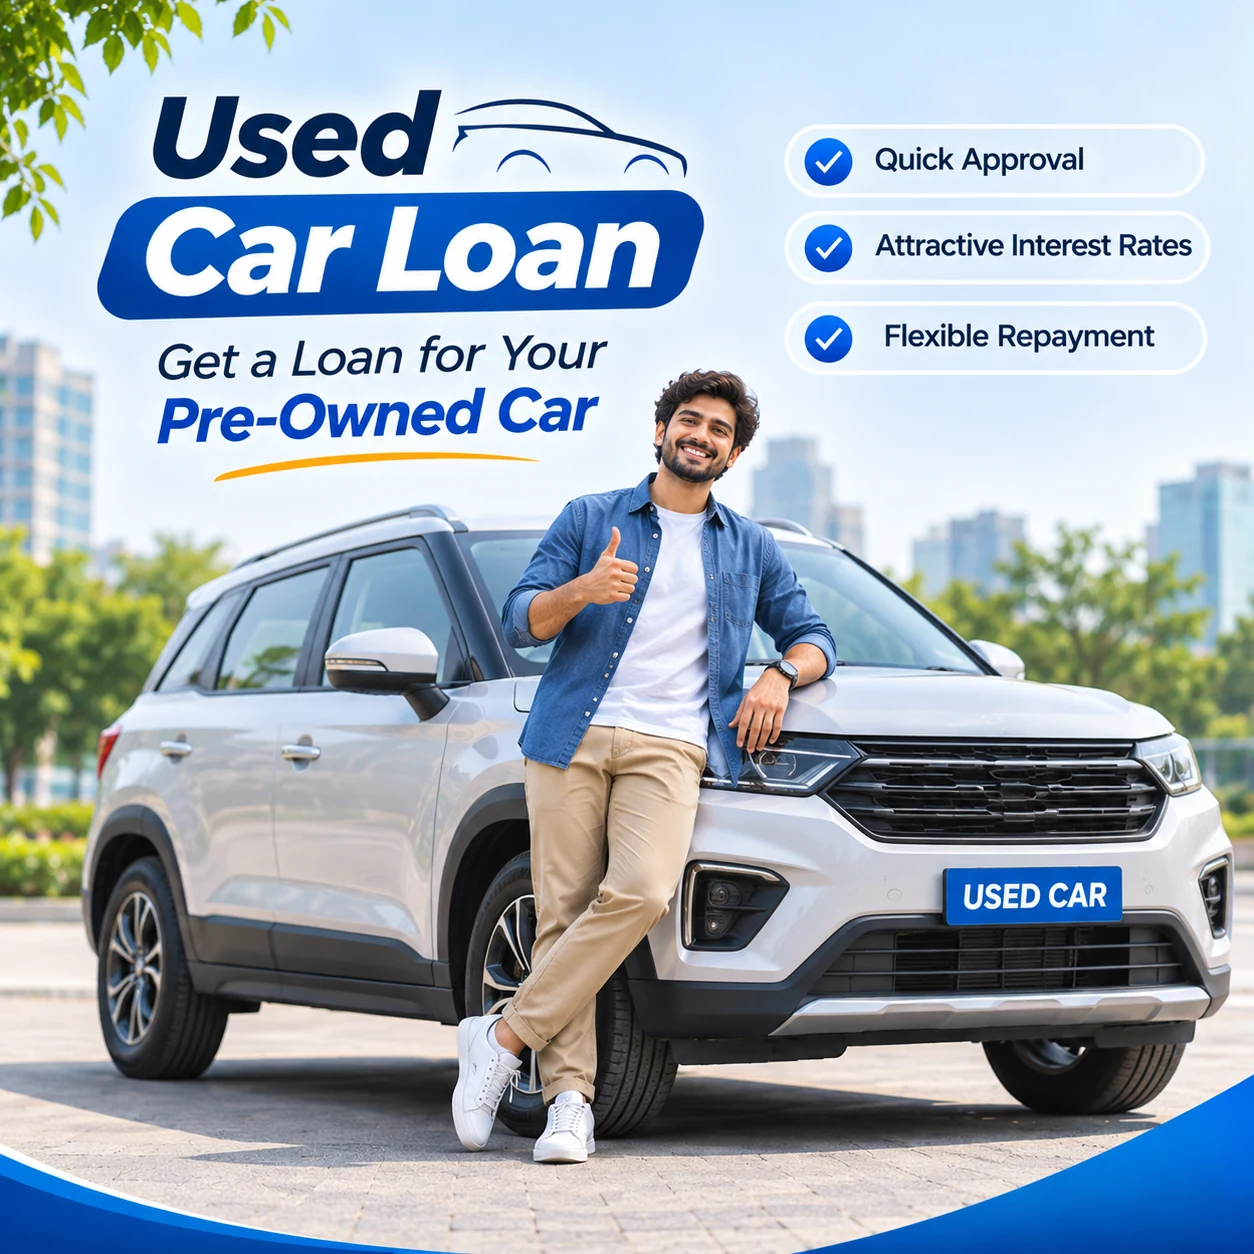 Used
Car Loan
Get a Loan for Your
Pre-Owned Car
Quick Approval
Attractive Interest Rates
Flexible Repayment
USED CAR